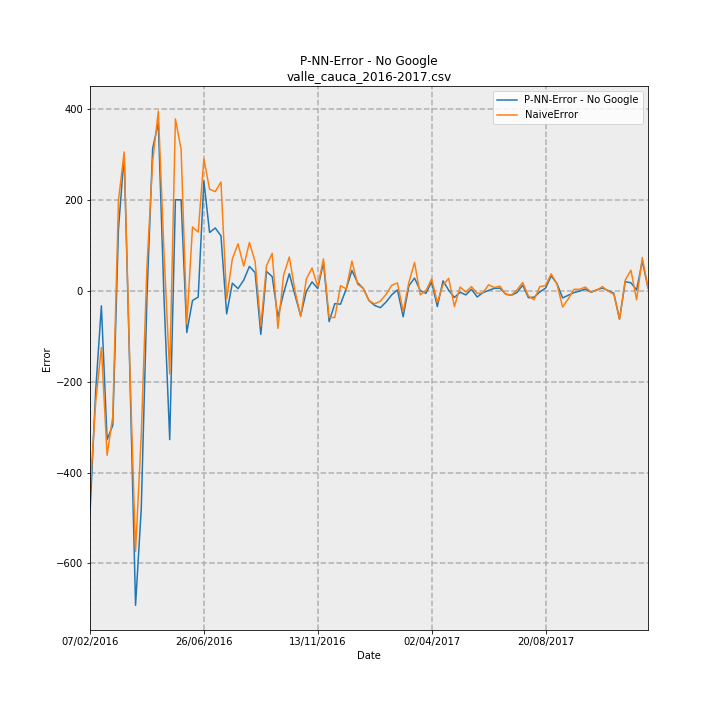 P-NN-Error - No Google
valle_cauca_2016-2017.csv
P-NN-Error - No Google
NaiveError
400
200
0
−200
−400
−600
Error
07/02/2016
26/06/2016
13/11/2016
02/04/2017
20/08/2017
Date